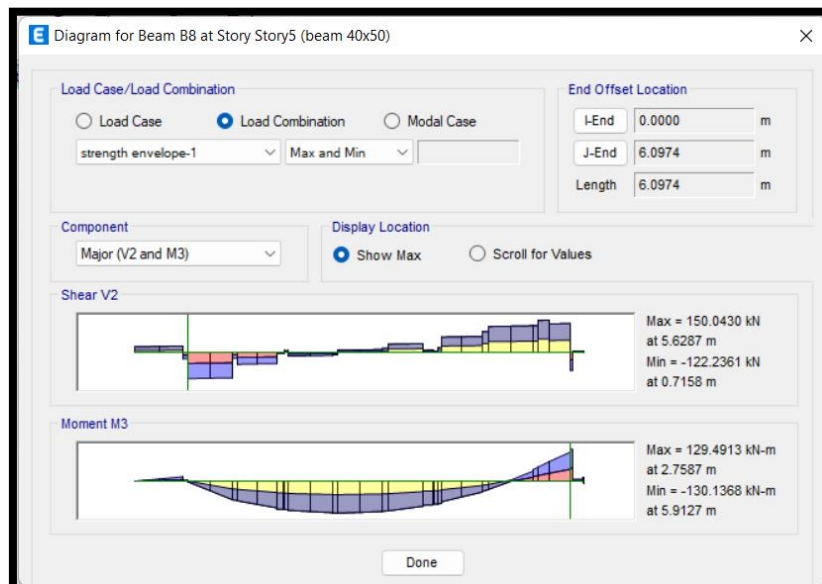 E Diagram for Beam B8 at Story Story5 (beam 40x50)
Load Case/Load Combination
Load Case Load Combination Modal Case
strength envelope-1 Max and Min
End Offset Location
I-End 0.0000 m
J-End 6.0974 m
Length 6.0974 m
Component
Major (V2 and M3)
Display Location
Show Max Scroll for Values
Shear V2
Max = 150.0430 kN
at 5.6287 m
Min = -122.2361 kN
at 0.7158 m
Moment M3
Max = 129.4913 kN-m
at 2.7587 m
Min = -130.1368 kN-m
at 5.9127 m
Done